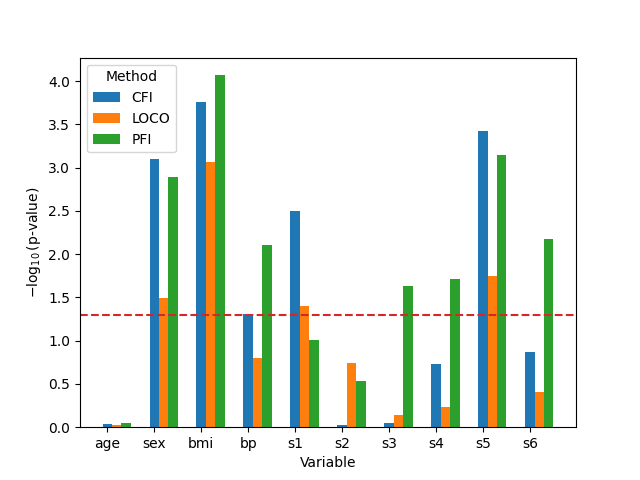 Method
CFI
LOCO
PFI
4.0
3.5
3.0
2.5
2.0
1.5
1.0
0.5
0.0
−log₁₀(p-value)
age sex bmi bp s1 s2 s3 s4 s5 s6
Variable